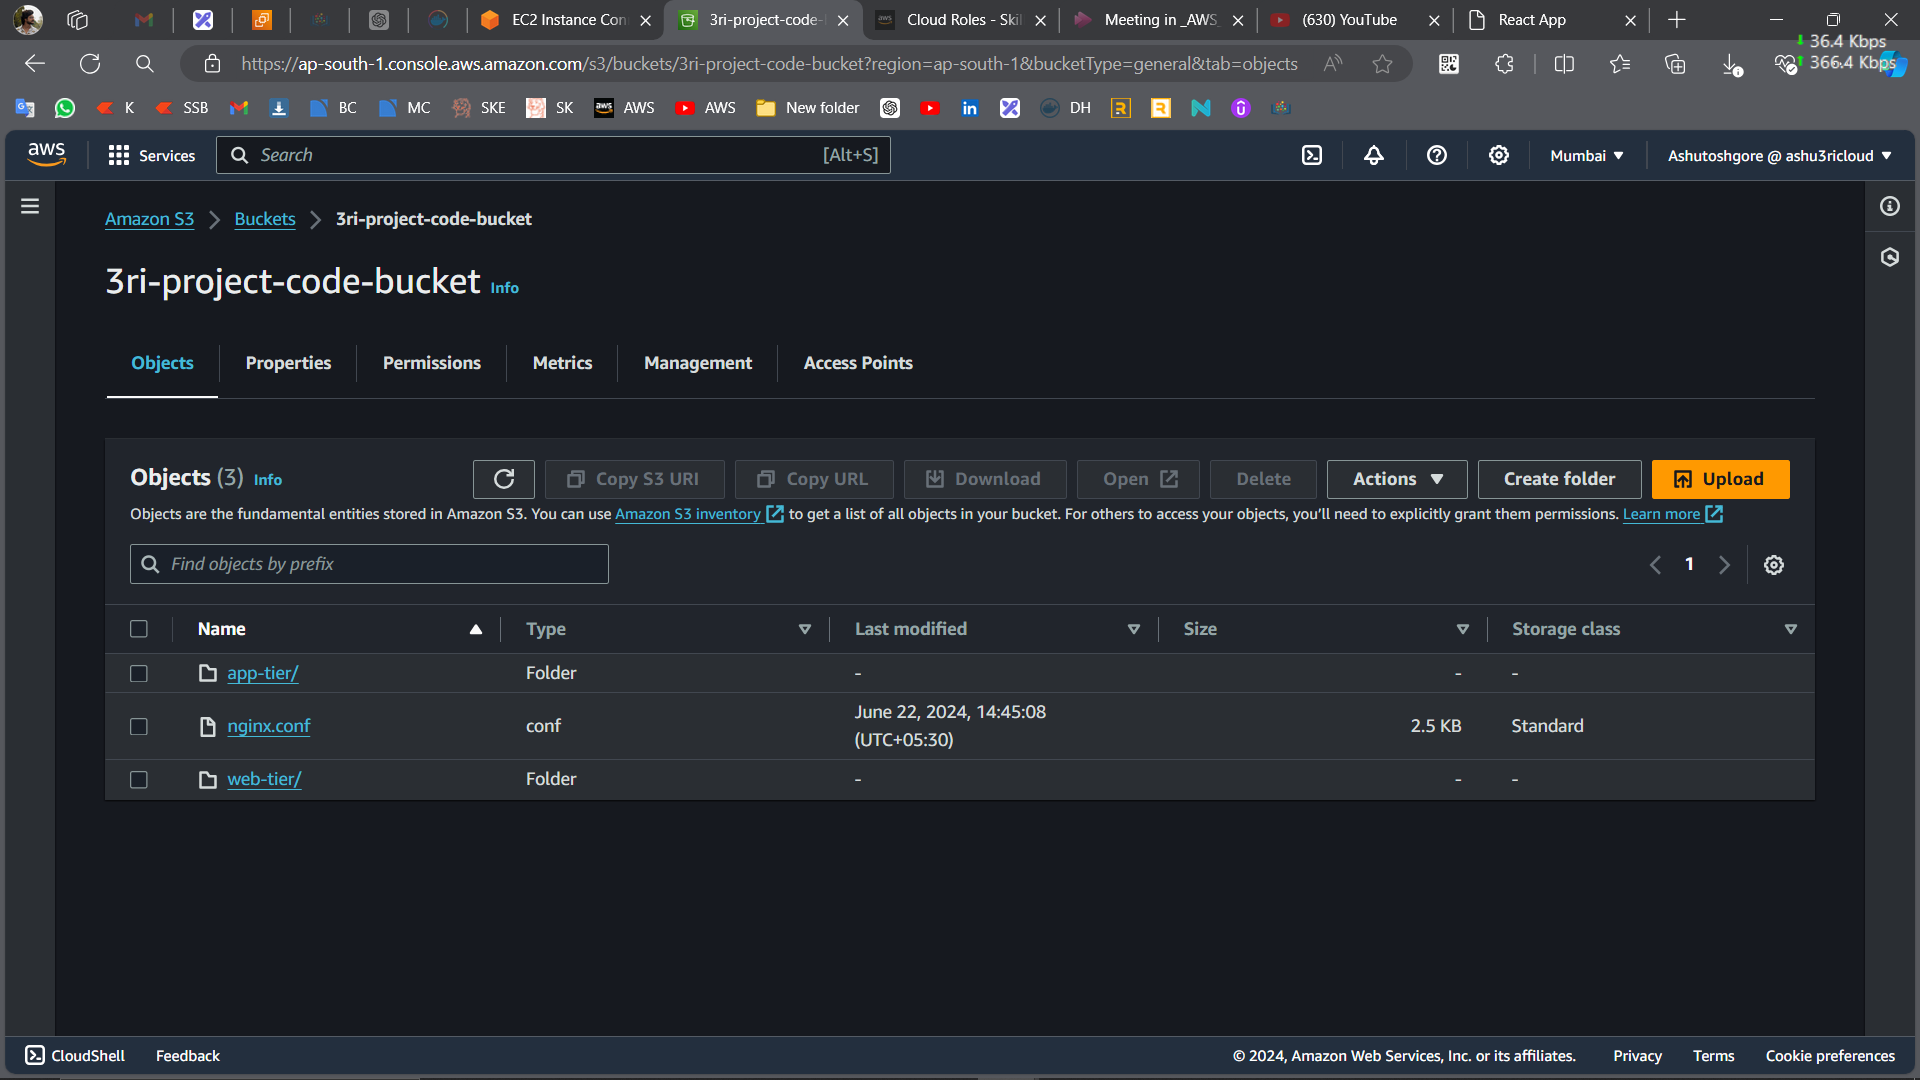 EC2 Instance Con
3ri-project-code-
Cloud Roles - Skil
Meeting in _AWS_
(630) YouTube
React App
36.4 Kbps
https://ap-south-1.console.aws.amazon.com/s3/buckets/3ri-project-code-bucket?region=ap-south-1&bucketType=general&tab=objects
366.4 Kbps
K
SSB
BC
MC
SKE
SK
aws
AWS
AWS
New folder
in
DH
aws
Services
Search
[Alt+S]
Mumbai
Ashutoshgore @ ashu3ricloud
Amazon S3
Buckets
3ri-project-code-bucket
3ri-project-code-bucket Info
Objects
Properties
Permissions
Metrics
Management
Access Points
Objects (3) Info
Copy S3 URI
Copy URL
Download
Open
Delete
Actions
Create folder
Upload
Objects are the fundamental entities stored in Amazon S3. You can use Amazon S3 inventory to get a list of all objects in your bucket. For others to access your objects, you'll need to explicitly grant them permissions. Learn more
Find objects by prefix
1
Name
Type
Last modified
Size
Storage class
app-tier/
Folder
-
-
-
nginx.conf
conf
June 22, 2024, 14:45:08
(UTC+05:30)
2.5 KB
Standard
web-tier/
Folder
-
-
-
CloudShell
Feedback
© 2024, Amazon Web Services, Inc. or its affiliates.
Privacy
Terms
Cookie preferences